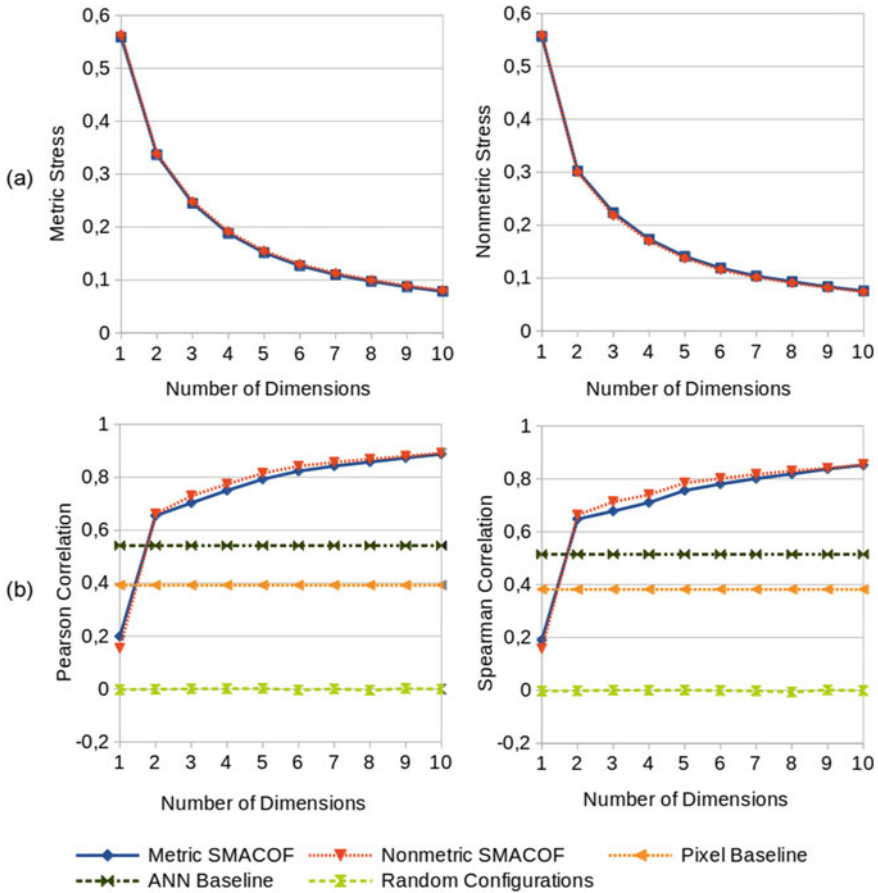 (a)
Metric Stress
0,6
0,5
0,4
0,3
0,2
0,1
0
1 2 3 4 5 6 7 8 9 10
Number of Dimensions
Nonmetric Stress
0,6
0,5
0,4
0,3
0,2
0,1
0
1 2 3 4 5 6 7 8 9 10
Number of Dimensions
(b)
Pearson Correlation
1
0,8
0,6
0,4
0,2
0
-0,2
1 2 3 4 5 6 7 8 9 10
Number of Dimensions
Spearman Correlation
1
0,8
0,6
0,4
0,2
0
-0,2
1 2 3 4 5 6 7 8 9 10
Number of Dimensions
Metric SMACOF
Nonmetric SMACOF
Pixel Baseline
ANN Baseline
Random Configurations